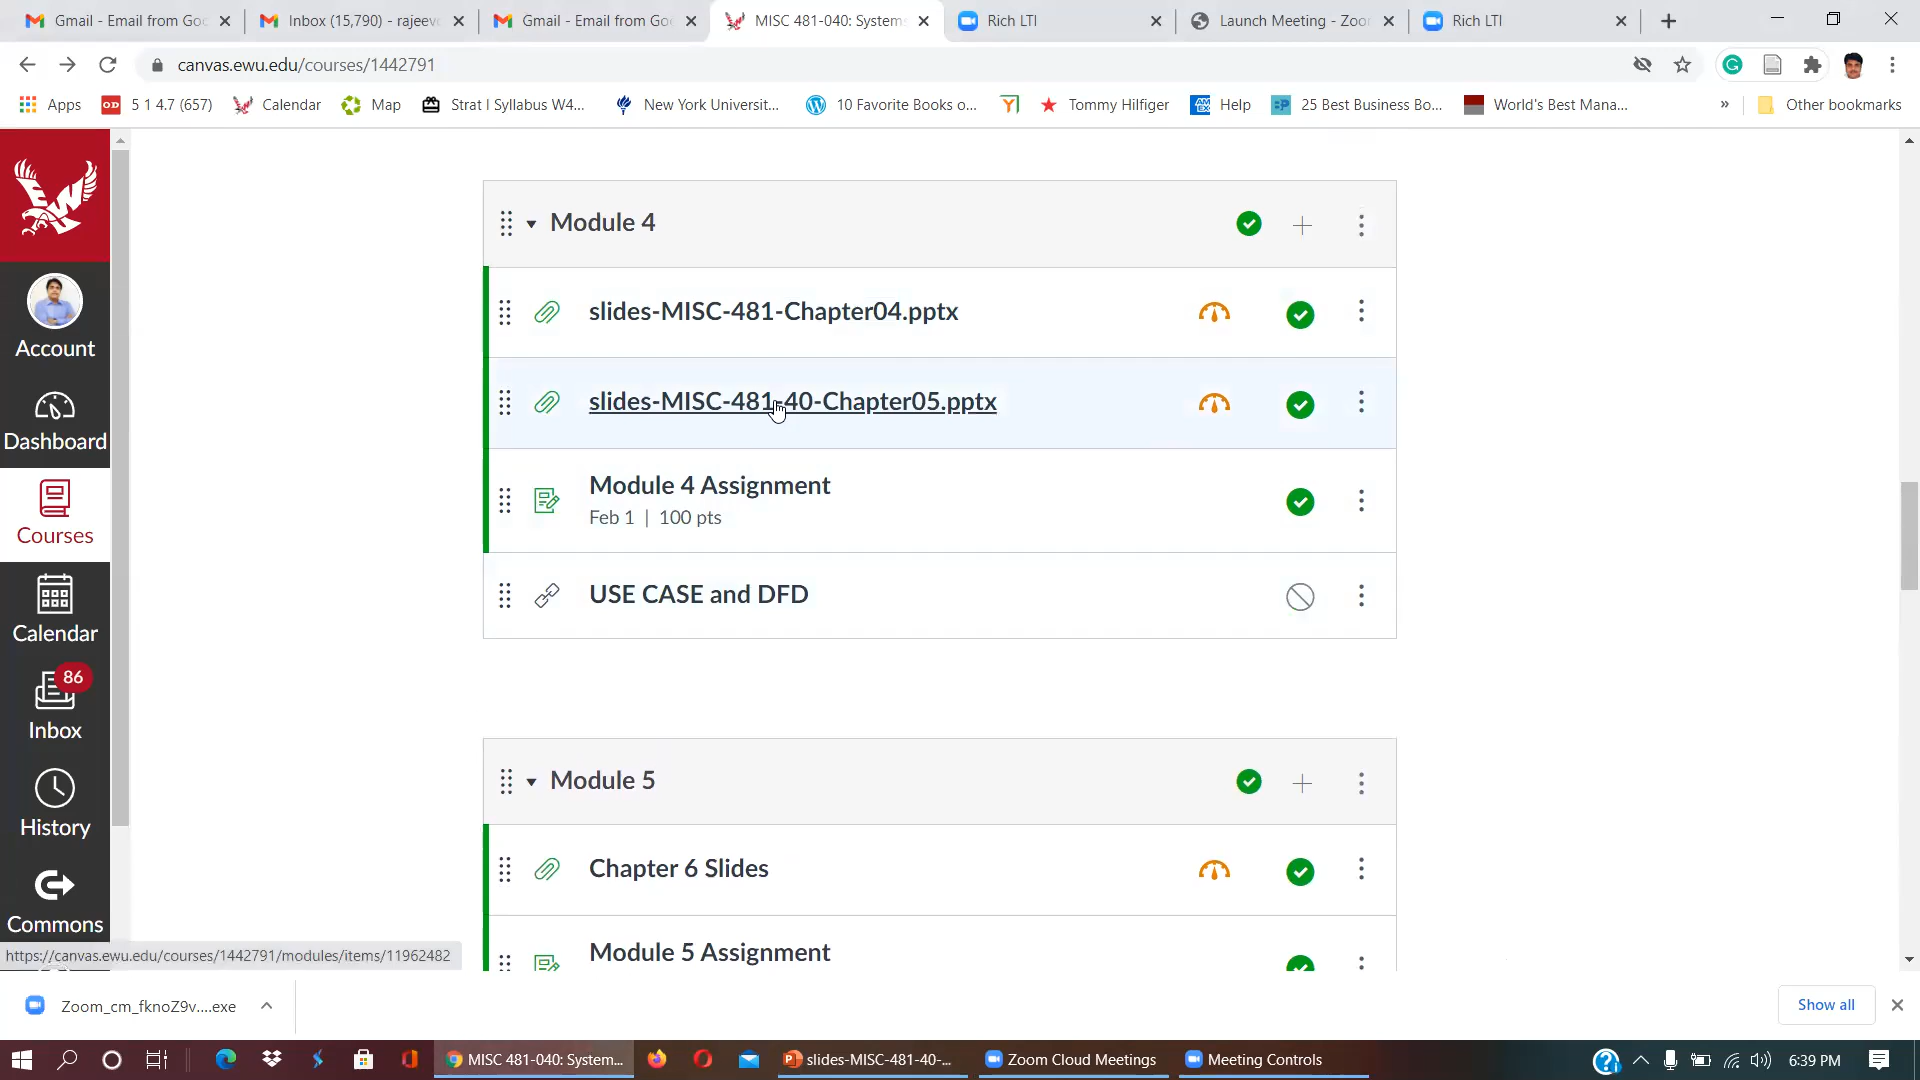 Gmail - Email from Goo
Inbox (15,790) - rajeev
Gmail - Email from Goo
MISC 481-040: Systems
Rich LTI
Launch Meeting - Zoo
Rich LTI
canvas.ewu.edu/courses/1442791
Apps
OD
5 1 4.7 (657)
Calendar
Map
Strat I Syllabus W4...
New York Universit...
10 Favorite Books o...
Tommy Hilfiger
Help
25 Best Business Bo...
World's Best Mana...
»
Other bookmarks
Account
Dashboard
Courses
Calendar
86
Inbox
History
Commons
Module 4
slides-MISC-481-Chapter04.pptx
slides-MISC-481-40-Chapter05.pptx
Module 4 Assignment
Feb 1 | 100 pts
USE CASE and DFD
Module 5
Chapter 6 Slides
Module 5 Assignment
https://canvas.ewu.edu/courses/1442791/modules/items/11962482
Zoom_cm_fknoZ9v....exe
Show all
MISC 481-040: System...
slides-MISC-481-40-...
Zoom Cloud Meetings
Meeting Controls
6:39 PM